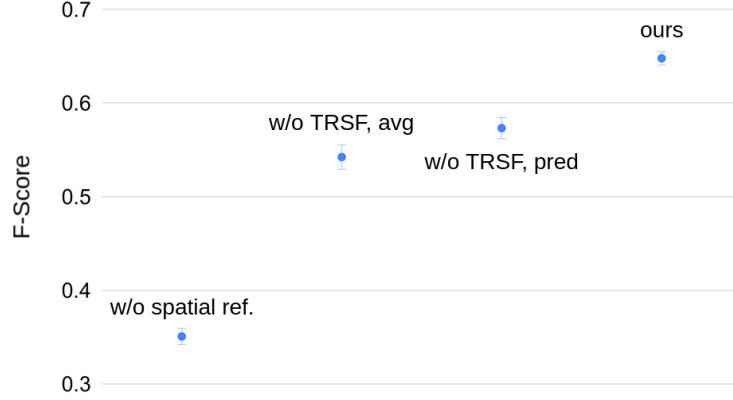 0.7
ours
0.6
w/o TRSF, avg
w/o TRSF, pred
F-Score
0.5
0.4
w/o spatial ref.
0.3